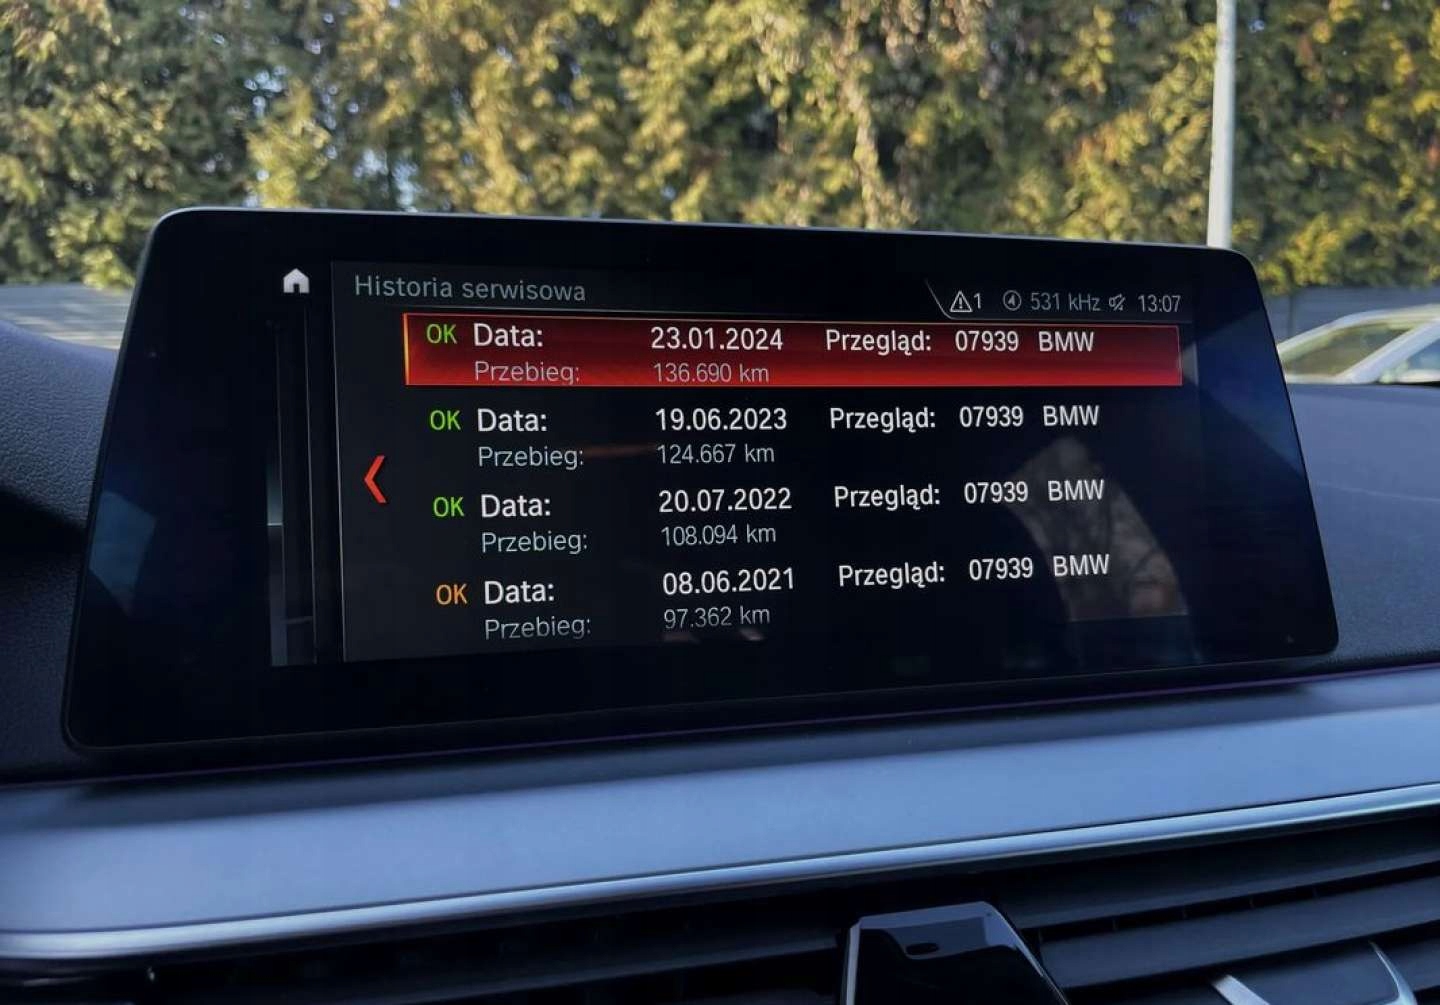 Historia serwisowa
1 531 kHz 13:07
OK Data: 23.01.2024 Przegląd: 07939 BMW
Przebieg: 136.690 km
OK Data: 19.06.2023 Przegląd: 07939 BMW
Przebieg: 124.667 km
OK Data: 20.07.2022 Przegląd: 07939 BMW
Przebieg: 108.094 km
OK Data: 08.06.2021 Przegląd: 07939 BMW
Przebieg: 97.362 km